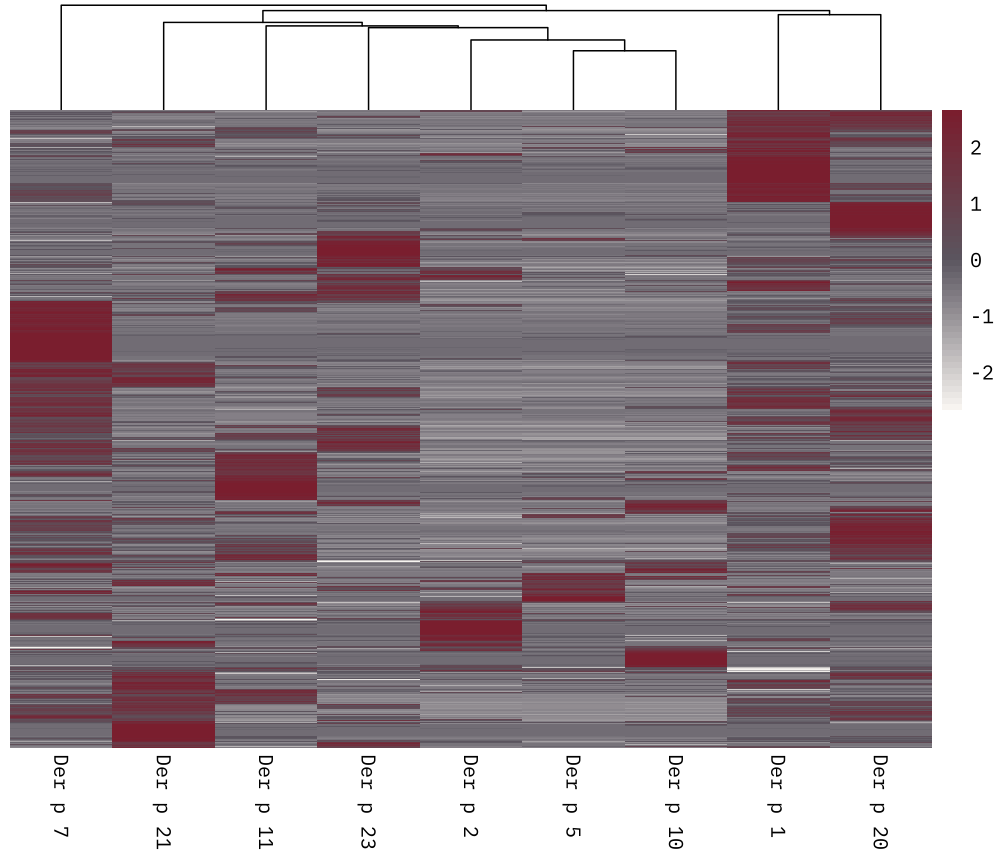 2
1
0
-1
-2
Der p 7
Der p 21
Der p 11
Der p 23
Der p 2
Der p 5
Der p 10
Der p 1
Der p 20